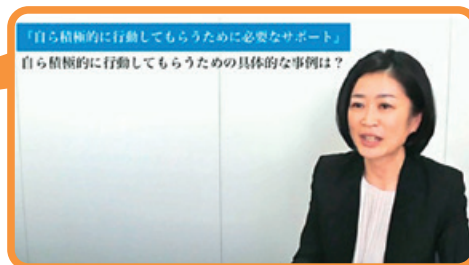 「自ら積極的に行動してもらうために必要なサポート」
自ら積極的に行動してもらうための具体的な事例は？